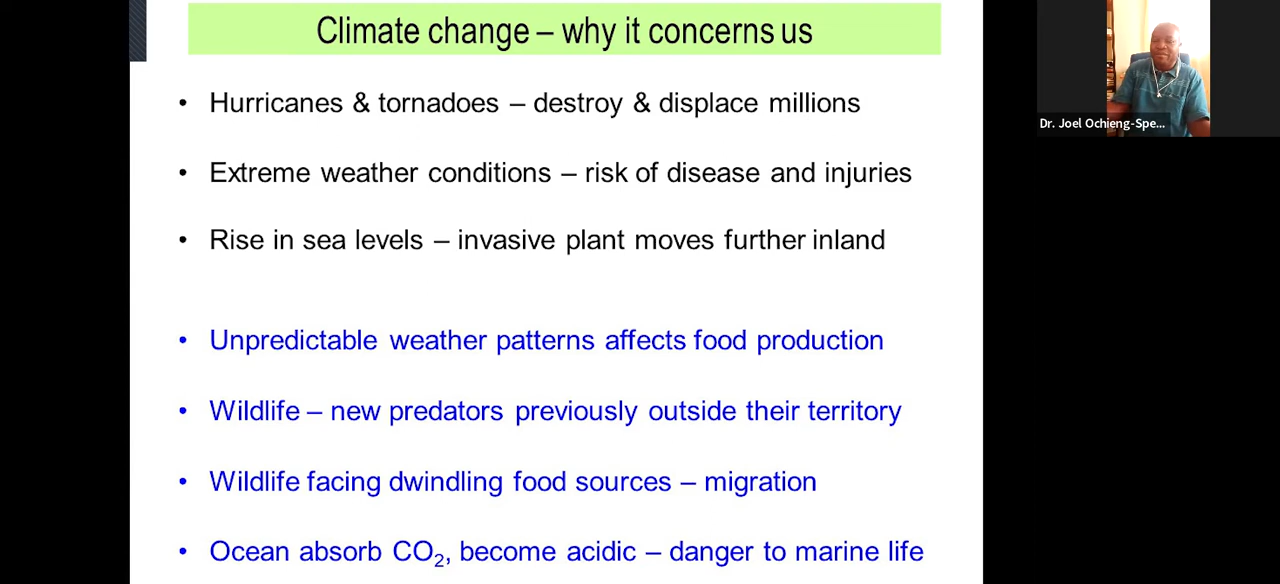 Climate change – why it concerns us
• Hurricanes & tornadoes – destroy & displace millions
• Extreme weather conditions – risk of disease and injuries
• Rise in sea levels – invasive plant moves further inland
• Unpredictable weather patterns affects food production
• Wildlife – new predators previously outside their territory
• Wildlife facing dwindling food sources – migration
• Ocean absorb CO₂, become acidic – danger to marine life
Dr. Joel Ochieng-Spe...